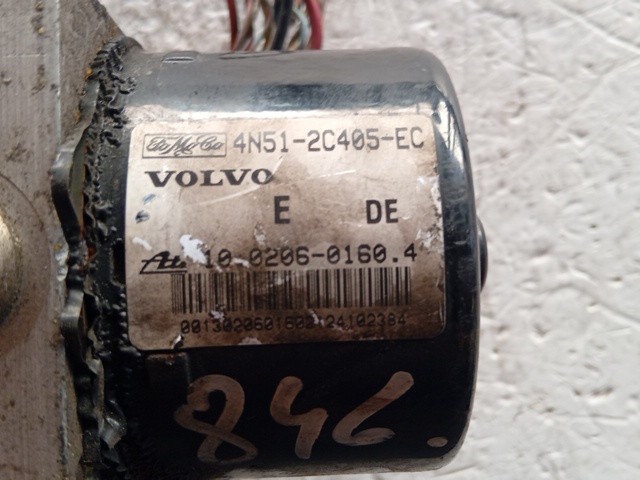 FoMoCo 4N51-2C405-EC
VOLVO
E DE
Ate 10.0206-0160.4
846.